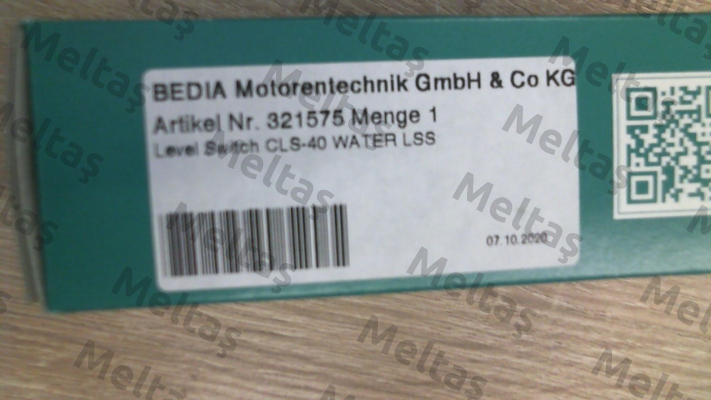 BEDIA Motorentechnik GmbH & Co KG
Artikel Nr. 321575 Menge 1
Level Switch CLS-40 WATER LSS
07.10.2020
Meltaş